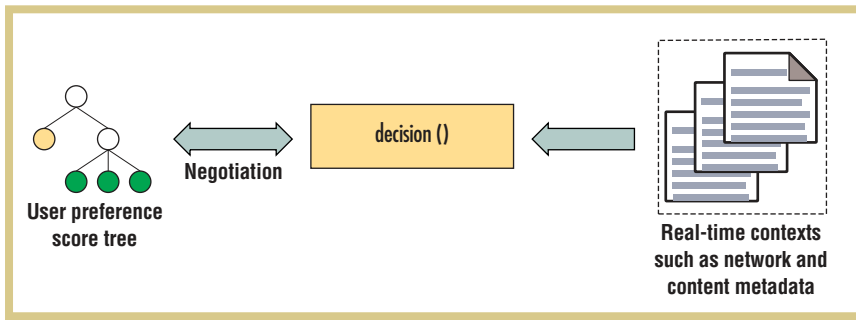 decision ()
Negotiation
User preference
score tree
Real-time contexts
such as network and
content metadata